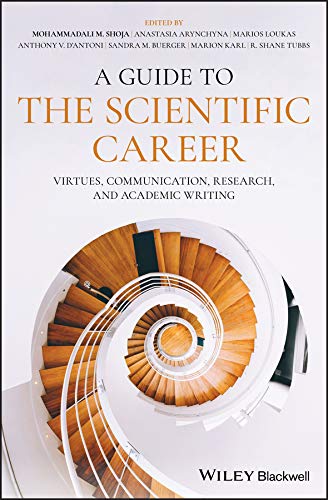 EDITED BY
MOHAMMADALI M. SHOJA | ANASTASIA ARYNCHYNA | MARIOS LOUKAS
ANTHONY V. D'ANTONI | SANDRA M. BUERGER | MARION KARL | R. SHANE TUBBS
A GUIDE TO
THE SCIENTIFIC
CAREER
VIRTUES, COMMUNICATION, RESEARCH,
AND ACADEMIC WRITING
WILEY Blackwell